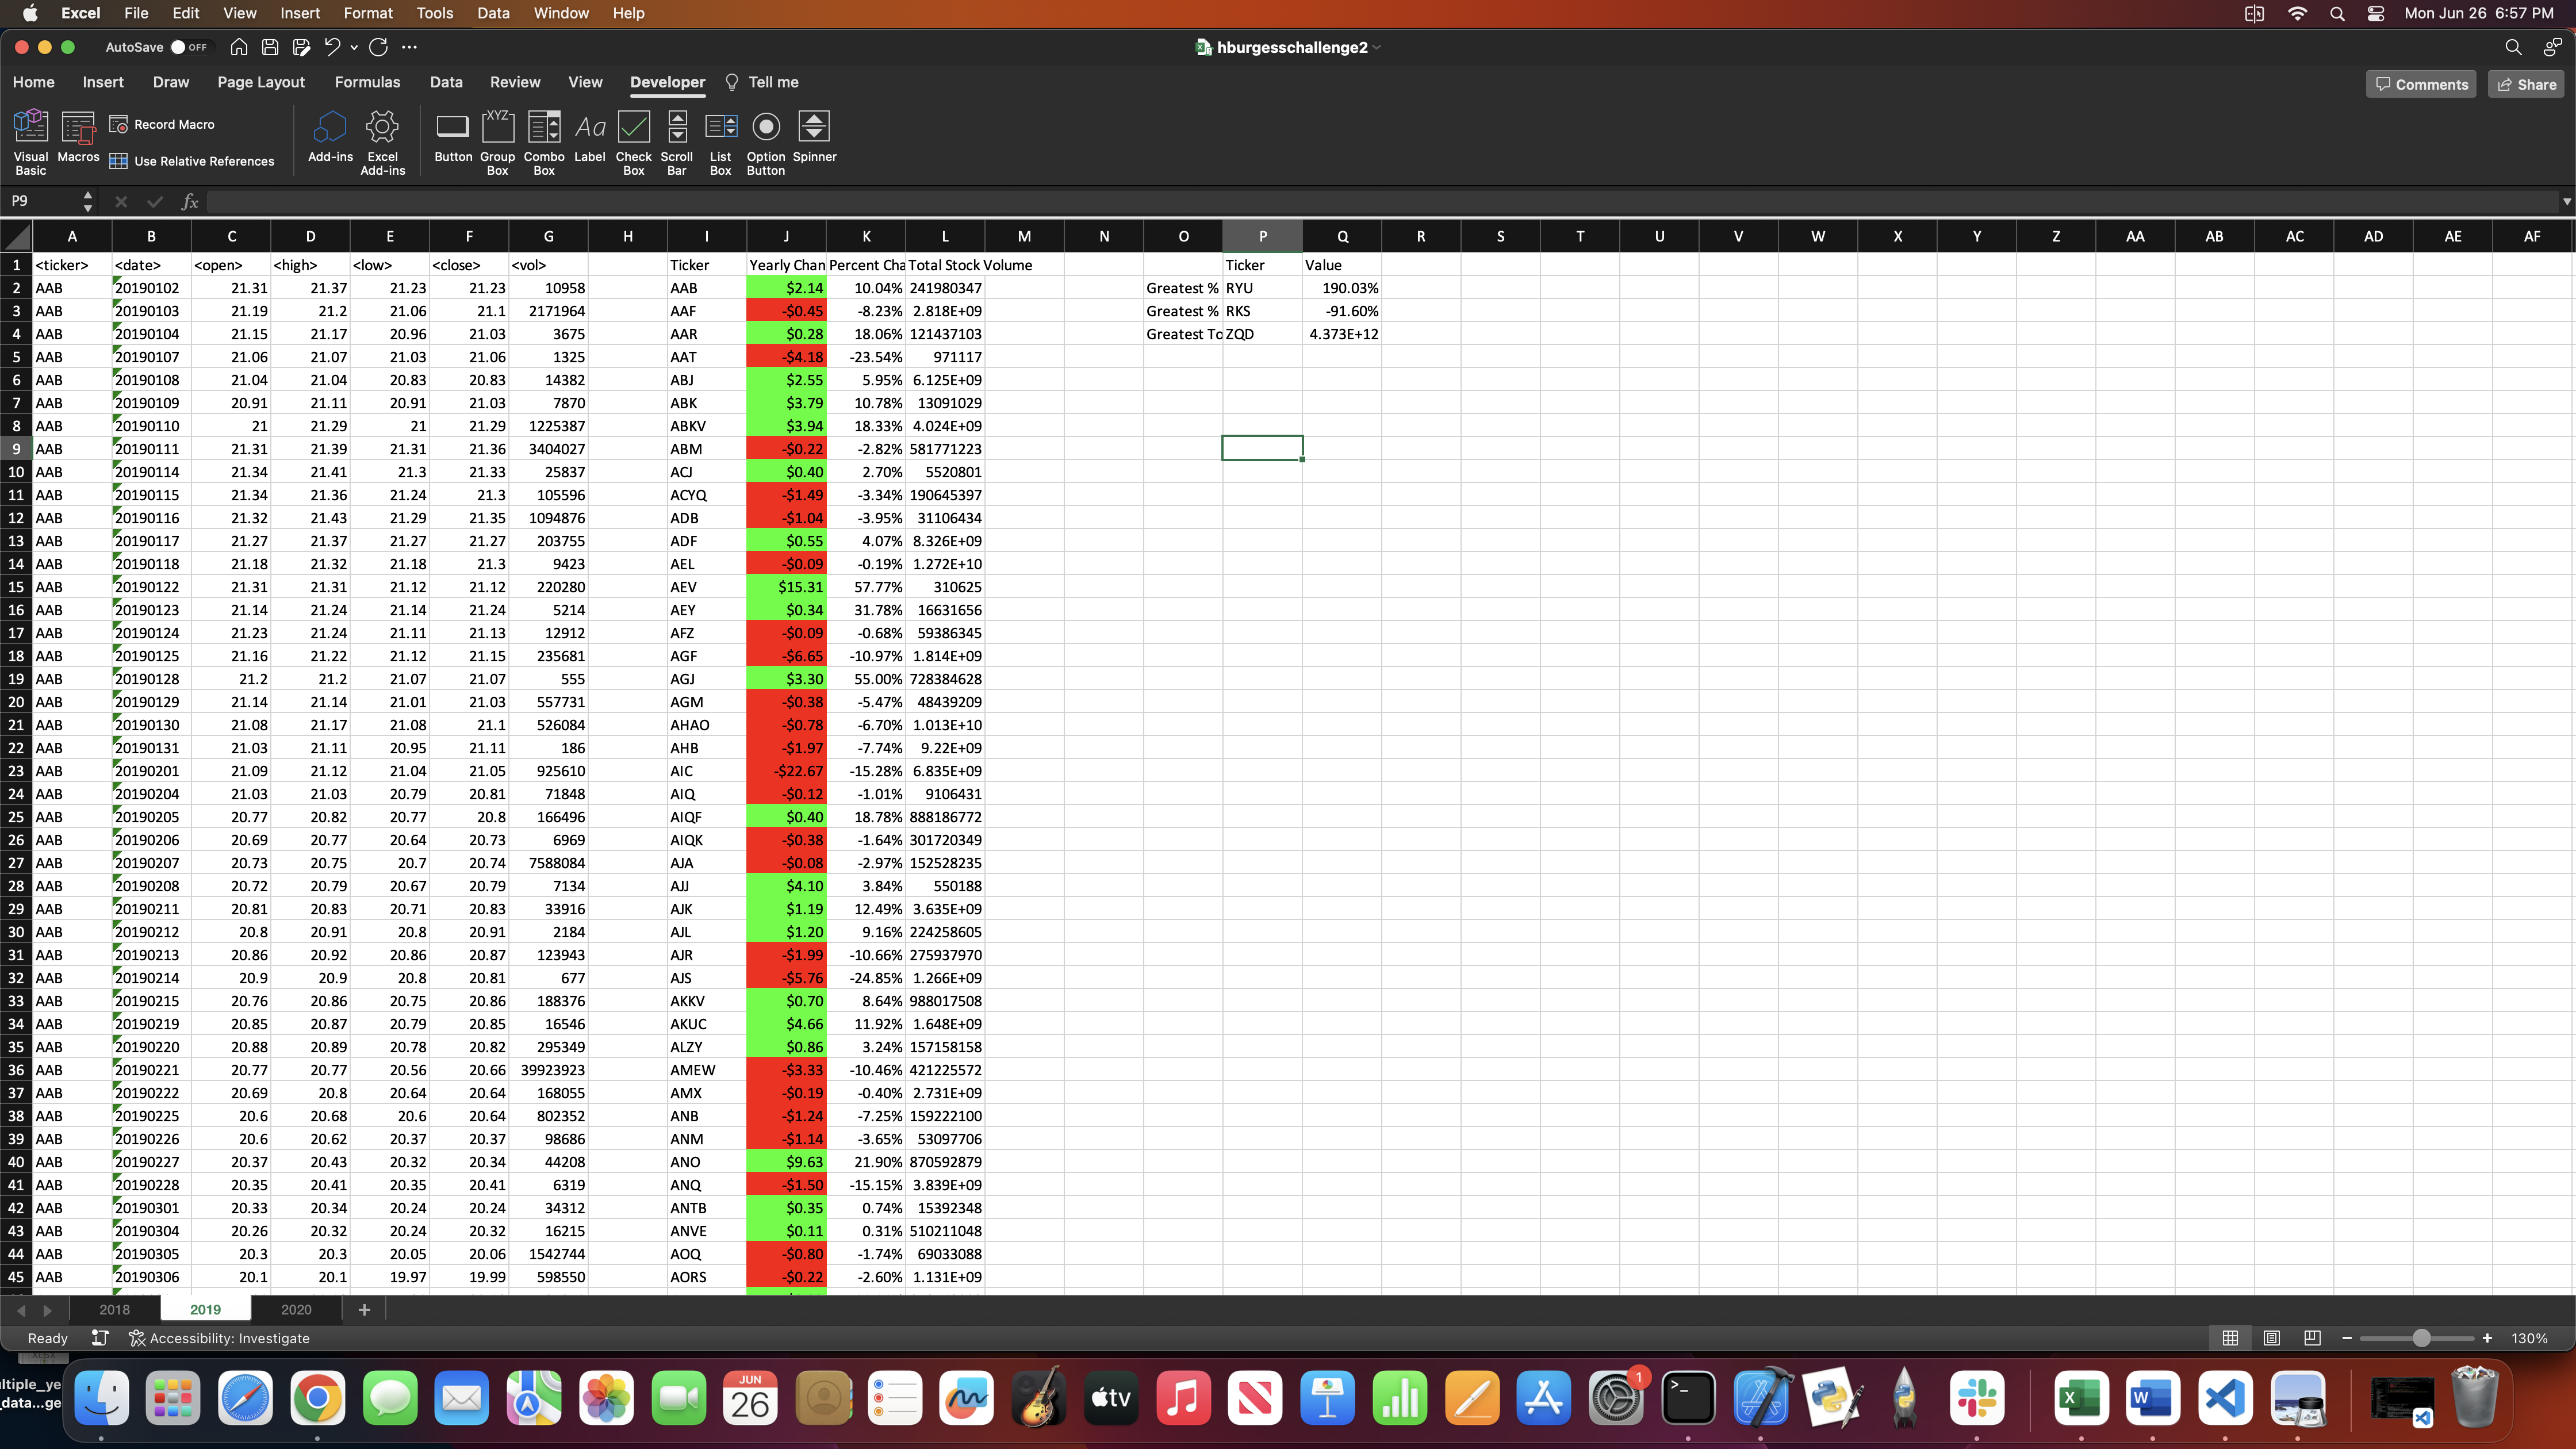 Excel File Edit View Insert Format Tools Data Window Help Mon Jun 26 6:57 PM
AutoSave OFF hburgesschallenge2
Home Insert Draw Page Layout Formulas Data Review View Developer Tell me Comments Share
Visual Basic Macros Record Macro Use Relative References Add-ins Excel Add-ins XYZ Button Group Box Combo Box Aa Label Check Box Scroll Bar List Box Option Button Spinner
P9 fx
A B C D E F G H I J K L M N O P Q R S T U V W X Y Z AA AB AC AD AE AF
1 <ticker> <date> <open> <high> <low> <close> <vol> Ticker Yearly Chan Percent Cha Total Stock Volume Ticker Value
2 AAB 20190102 21.31 21.37 21.23 21.23 10958 AAB $2.14 10.04% 241980347 Greatest % RYU 190.03%
3 AAB 20190103 21.19 21.2 21.06 21.1 2171964 AAF -$0.45 -8.23% 2.818E+09 Greatest % RKS -91.60%
4 AAB 20190104 21.15 21.17 20.96 21.03 3675 AAR $0.28 18.06% 121437103 Greatest To ZQD 4.373E+12
5 AAB 20190107 21.06 21.07 21.03 21.06 1325 AAT -$4.18 -23.54% 971117
6 AAB 20190108 21.04 21.04 20.83 20.83 14382 ABJ $2.55 5.95% 6.125E+09
7 AAB 20190109 20.91 21.11 20.91 21.03 7870 ABK $3.79 10.78% 13091029
8 AAB 20190110 21 21.29 21 21.29 1225387 ABKV $3.94 18.33% 4.024E+09
9 AAB 20190111 21.31 21.39 21.31 21.36 3404027 ABM -$0.22 -2.82% 581771223
10 AAB 20190114 21.34 21.41 21.3 21.33 25837 ACJ $0.40 2.70% 5520801
11 AAB 20190115 21.34 21.36 21.24 21.3 105596 ACYQ -$1.49 -3.34% 190645397
12 AAB 20190116 21.32 21.43 21.29 21.35 1094876 ADB -$1.04 -3.95% 31106434
13 AAB 20190117 21.27 21.37 21.27 21.27 203755 ADF $0.55 4.07% 8.326E+09
14 AAB 20190118 21.18 21.32 21.18 21.3 9423 AEL -$0.09 -0.19% 1.272E+10
15 AAB 20190122 21.31 21.31 21.12 21.12 220280 AEV $15.31 57.77% 310625
16 AAB 20190123 21.14 21.24 21.14 21.24 5214 AEY $0.34 31.78% 16631656
17 AAB 20190124 21.23 21.24 21.11 21.13 12912 AFZ -$0.09 -0.68% 59386345
18 AAB 20190125 21.16 21.22 21.12 21.15 235681 AGF -$6.65 -10.97% 1.814E+09
19 AAB 20190128 21.2 21.2 21.07 21.07 555 AGJ $3.30 55.00% 728384628
20 AAB 20190129 21.14 21.14 21.01 21.03 557731 AGM -$0.38 -5.47% 48439209
21 AAB 20190130 21.08 21.17 21.08 21.1 526084 AHAO -$0.78 -6.70% 1.013E+10
22 AAB 20190131 21.03 21.11 20.95 21.11 186 AHB -$1.97 -7.74% 9.22E+09
23 AAB 20190201 21.09 21.12 21.04 21.05 925610 AIC -$22.67 -15.28% 6.835E+09
24 AAB 20190204 21.03 21.03 20.79 20.81 71848 AIQ -$0.12 -1.01% 9106431
25 AAB 20190205 20.77 20.82 20.77 20.8 166496 AIQF $0.40 18.78% 888186772
26 AAB 20190206 20.69 20.77 20.64 20.73 6969 AIQK -$0.38 -1.64% 301720349
27 AAB 20190207 20.73 20.75 20.7 20.74 7588084 AJA -$0.08 -2.97% 152528235
28 AAB 20190208 20.72 20.79 20.67 20.79 7134 AJJ $4.10 3.84% 550188
29 AAB 20190211 20.81 20.83 20.71 20.83 33916 AJK $1.19 12.49% 3.635E+09
30 AAB 20190212 20.8 20.91 20.8 20.91 2184 AJL $1.20 9.16% 224258605
31 AAB 20190213 20.86 20.92 20.86 20.87 123943 AJR -$1.99 -10.66% 275937970
32 AAB 20190214 20.9 20.9 20.8 20.81 677 AJS -$5.76 -24.85% 1.266E+09
33 AAB 20190215 20.76 20.86 20.75 20.86 188376 AKKV $0.70 8.64% 988017508
34 AAB 20190219 20.85 20.87 20.79 20.85 16546 AKUC $4.66 11.92% 1.648E+09
35 AAB 20190220 20.88 20.89 20.78 20.82 295349 ALZY $0.86 3.24% 157158158
36 AAB 20190221 20.77 20.77 20.56 20.66 39923923 AMEW -$3.33 -10.46% 421225572
37 AAB 20190222 20.69 20.8 20.64 20.64 168055 AMX -$0.19 -0.40% 2.731E+09
38 AAB 20190225 20.6 20.68 20.6 20.64 802352 ANB -$1.24 -7.25% 159222100
39 AAB 20190226 20.6 20.62 20.37 20.37 98686 ANM -$1.14 -3.65% 53097706
40 AAB 20190227 20.37 20.43 20.32 20.34 44208 ANO $9.63 21.90% 870592879
41 AAB 20190228 20.35 20.41 20.35 20.41 6319 ANQ -$1.50 -15.15% 3.839E+09
42 AAB 20190301 20.33 20.34 20.24 20.24 34312 ANTB $0.35 0.74% 15392348
43 AAB 20190304 20.26 20.32 20.24 20.32 16215 ANVE $0.11 0.31% 510211048
44 AAB 20190305 20.3 20.3 20.05 20.06 1542744 AOQ -$0.80 -1.74% 69033088
45 AAB 20190306 20.1 20.1 19.97 19.99 598550 AORS -$0.22 -2.60% 1.131E+09
2018 2019 2020 +
Ready Accessibility: Investigate 130%
ltiple_ye
_data...ge
JUN 26 tv 1 >_ X W